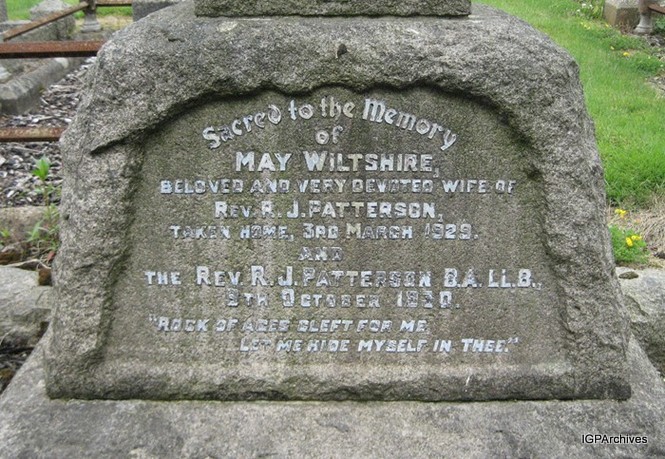 Sacred to the Memory
of
MAY WILTSHIRE,
BELOVED AND VERY DEVOTED WIFE OF
REV. R. J. PATTERSON,
TAKEN HOME, 3RD MARCH 1929.
AND
THE REV. R. J. PATTERSON B.A. LL.B.,
9TH OCTOBER 1930.
"ROCK OF AGES CLEFT FOR ME,
LET ME HIDE MYSELF IN THEE."
IGPArchives